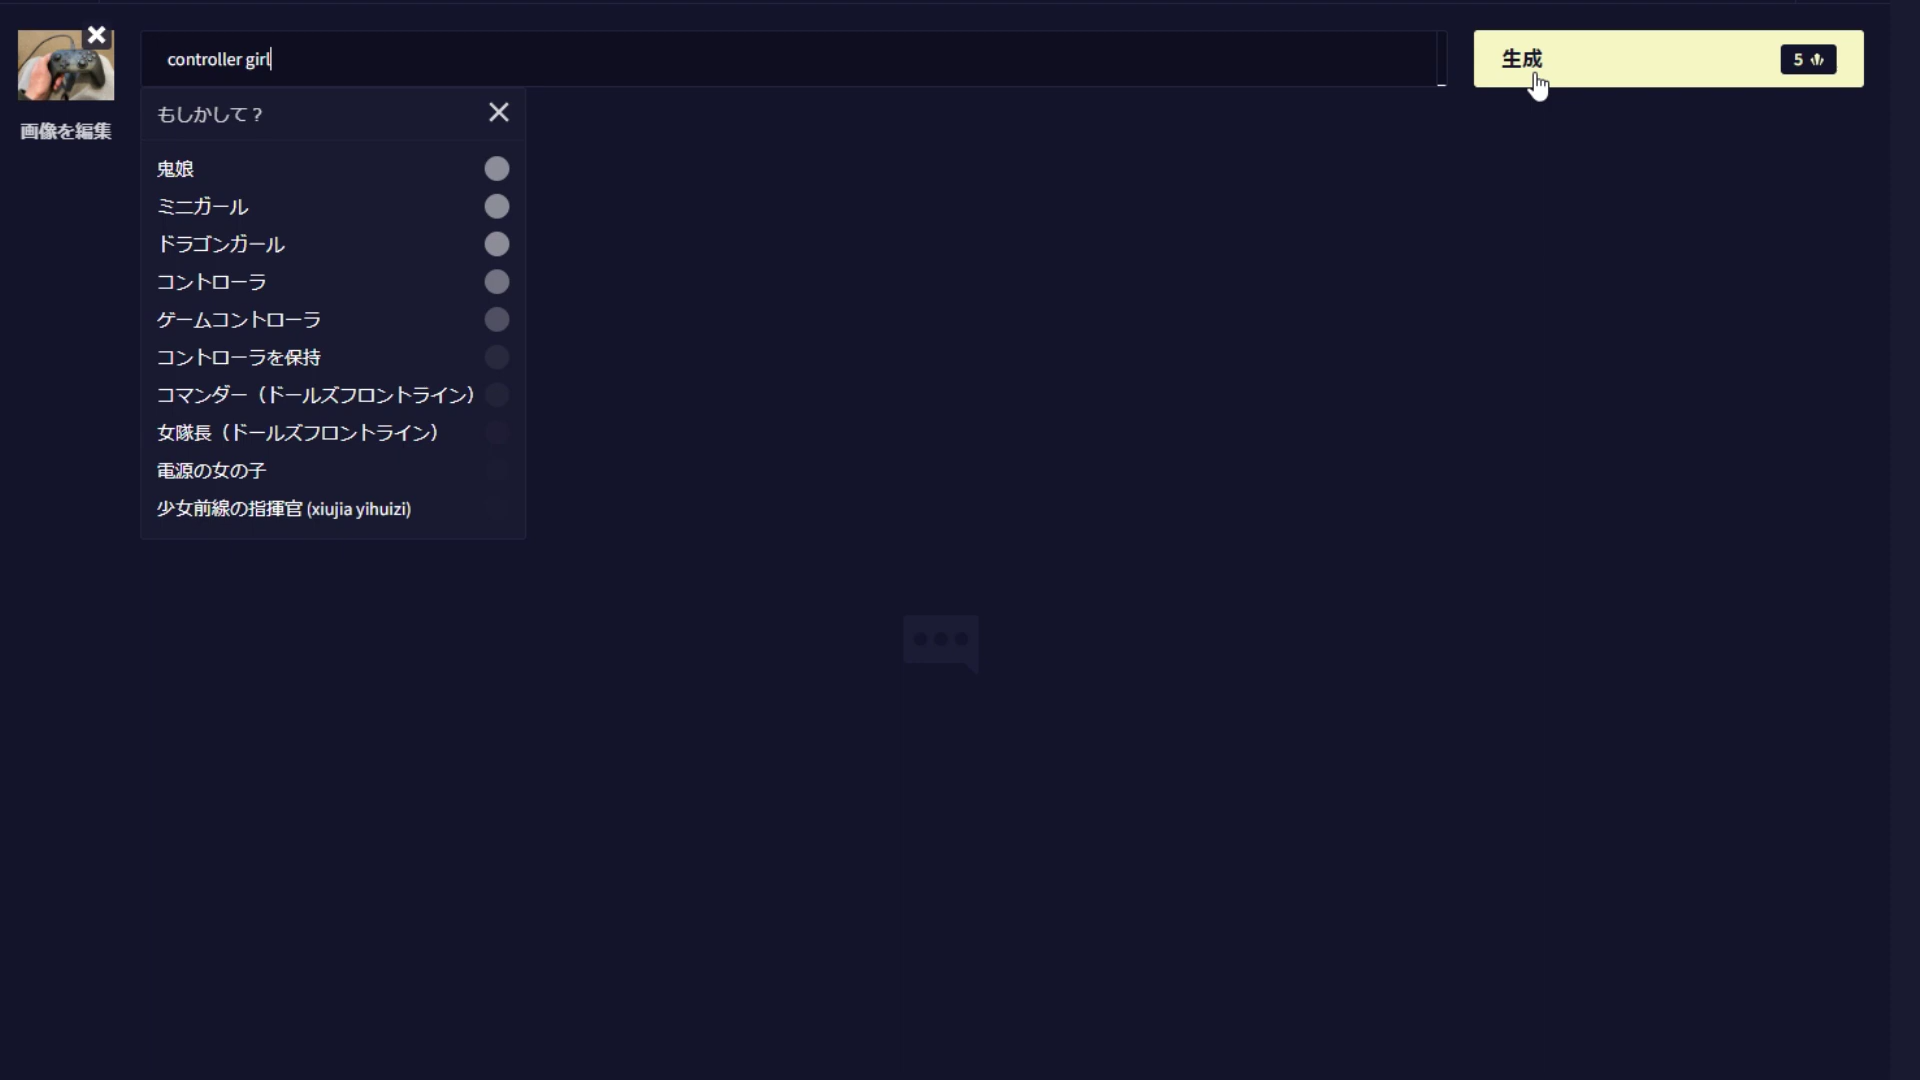 controller girl
生成
5
もしかして？
画像を編集
鬼娘
ミニガール
ドラゴンガール
コントローラ
ゲームコントローラ
コントローラを保持
コマンダー（ドールズフロントライン）
女隊長（ドールズフロントライン）
電源の女の子
少女前線の指揮官 (xiujia yihuizi)